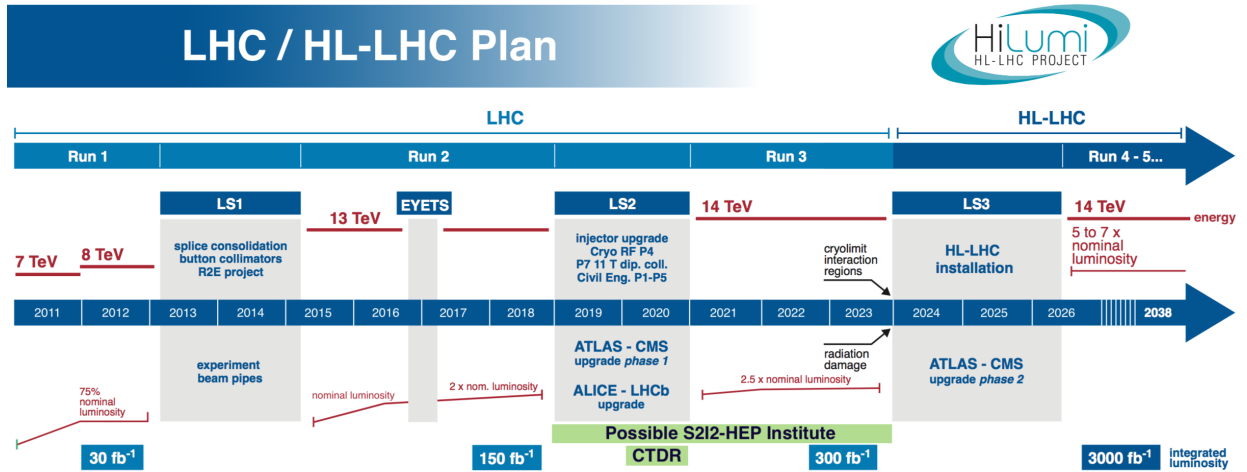 LHC / HL-LHC Plan
HiLumi
HL-LHC PROJECT
LHC
HL-LHC
Run 1
Run 2
Run 3
Run 4 - 5...
LS1
EYETS
LS2
LS3
13 TeV
14 TeV
14 TeV
energy
splice consolidation
button collimators
R2E project
injector upgrade
Cryo RF P4
P7 11 T dip. coll.
Civil Eng. P1-P5
cryolimit
interaction
regions
HL-LHC
installation
5 to 7 x
nominal
luminosity
7 TeV
8 TeV
2011
2012
2013
2014
2015
2016
2017
2018
2019
2020
2021
2022
2023
2024
2025
2026
2038
experiment
beam pipes
ATLAS - CMS
upgrade phase 1
ALICE - LHCb
upgrade
radiation
damage
ATLAS - CMS
upgrade phase 2
75%
nominal
luminosity
nominal luminosity
2 x nom. luminosity
2.5 x nominal luminosity
Possible S2I2-HEP Institute
CTDR
30 fb⁻¹
150 fb⁻¹
300 fb⁻¹
3000 fb⁻¹
integrated
luminosity